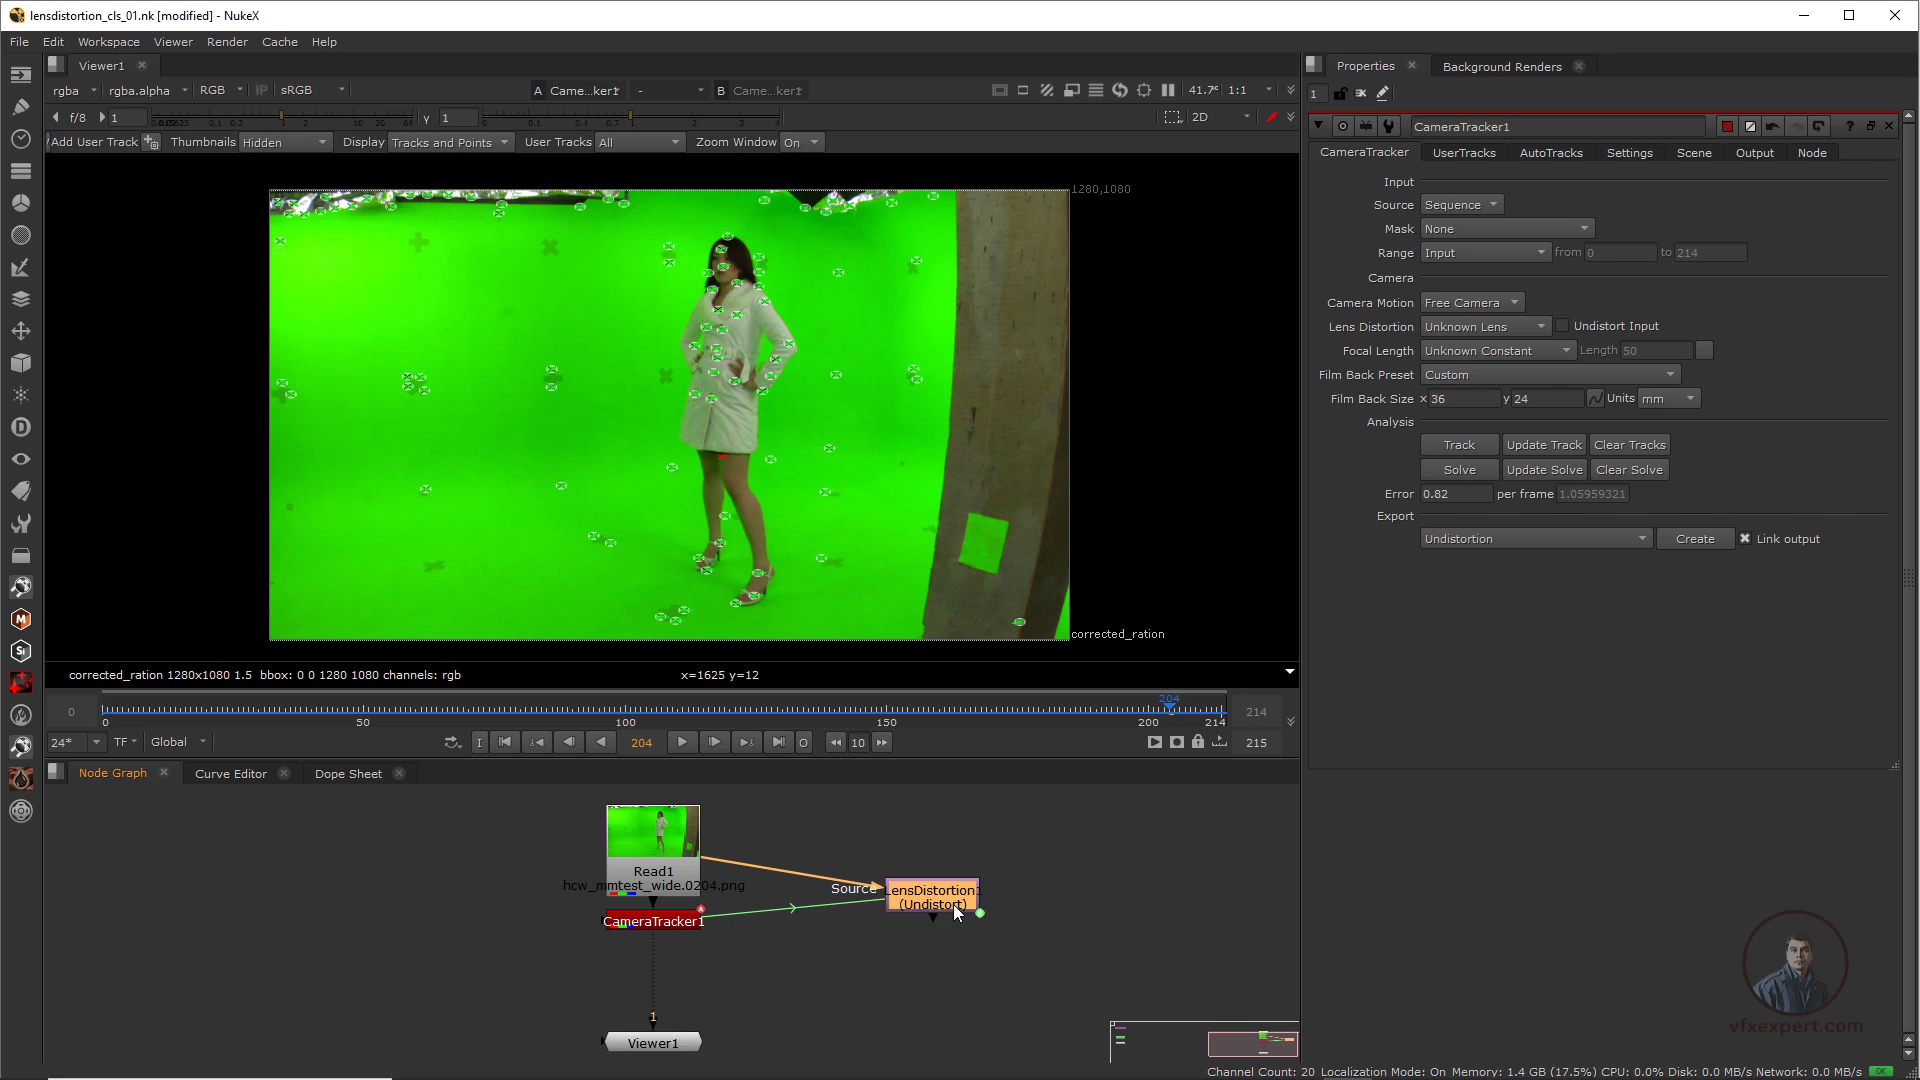 lensdistortion_cls_01.nk [modified] - NukeX
File Edit Workspace Viewer Render Cache Help
Viewer1
rgba rgba.alpha RGB IP sRGB A Came...ker1 - B Came...ker1 41.7% 1:1
f/8 1 y 1 2D
Add User Track Thumbnails Hidden Display Tracks and Points User Tracks All Zoom Window On
1280,1080
corrected_ration
corrected_ration 1280x1080 1.5 bbox: 0 0 1280 1080 channels: rgb x=1625 y=12
204
0 214
0 50 100 150 200 214
24* TF Global I 204 O 10 215
Node Graph Curve Editor Dope Sheet
Read1
hcw_mmtest_wide.0204.png
CameraTracker1
Source
LensDistortion1
(Undistort)
1
Viewer1
Properties Background Renders
1
CameraTracker1
CameraTracker UserTracks AutoTracks Settings Scene Output Node
Input
Source Sequence
Mask None
Range Input from 0 to 214
Camera
Camera Motion Free Camera
Lens Distortion Unknown Lens Undistort Input
Focal Length Unknown Constant Length 50
Film Back Preset Custom
Film Back Size x 36 y 24 Units mm
Analysis
Track Update Track Clear Tracks
Solve Update Solve Clear Solve
Error 0.82 per frame 1.05959321
Export
Undistortion Create Link output
vfxexpert.com
Channel Count: 20 Localization Mode: On Memory: 1.4 GB (17.5%) CPU: 0.0% Disk: 0.0 MB/s Network: 0.0 MB/s OK